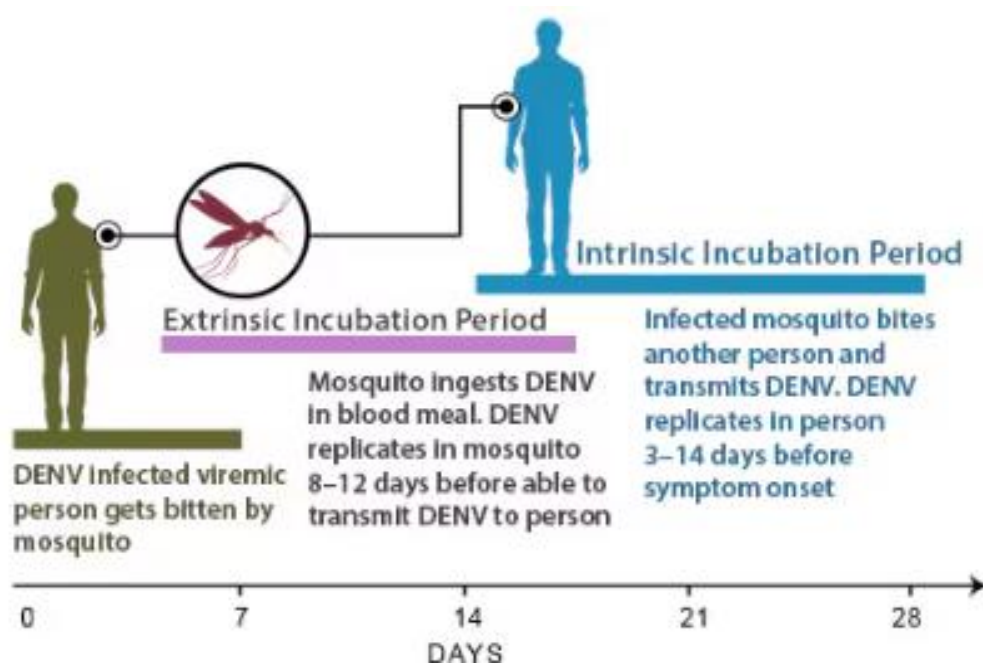 DENV infected viremic
person gets bitten by
mosquito
Extrinsic Incubation Period
Mosquito ingests DENV
in blood meal. DENV
replicates in mosquito
8–12 days before able to
transmit DENV to person
Intrinsic Incubation Period
Infected mosquito bites
another person and
transmits DENV. DENV
replicates in person
3–14 days before
symptom onset
0 7 14 21 28
DAYS